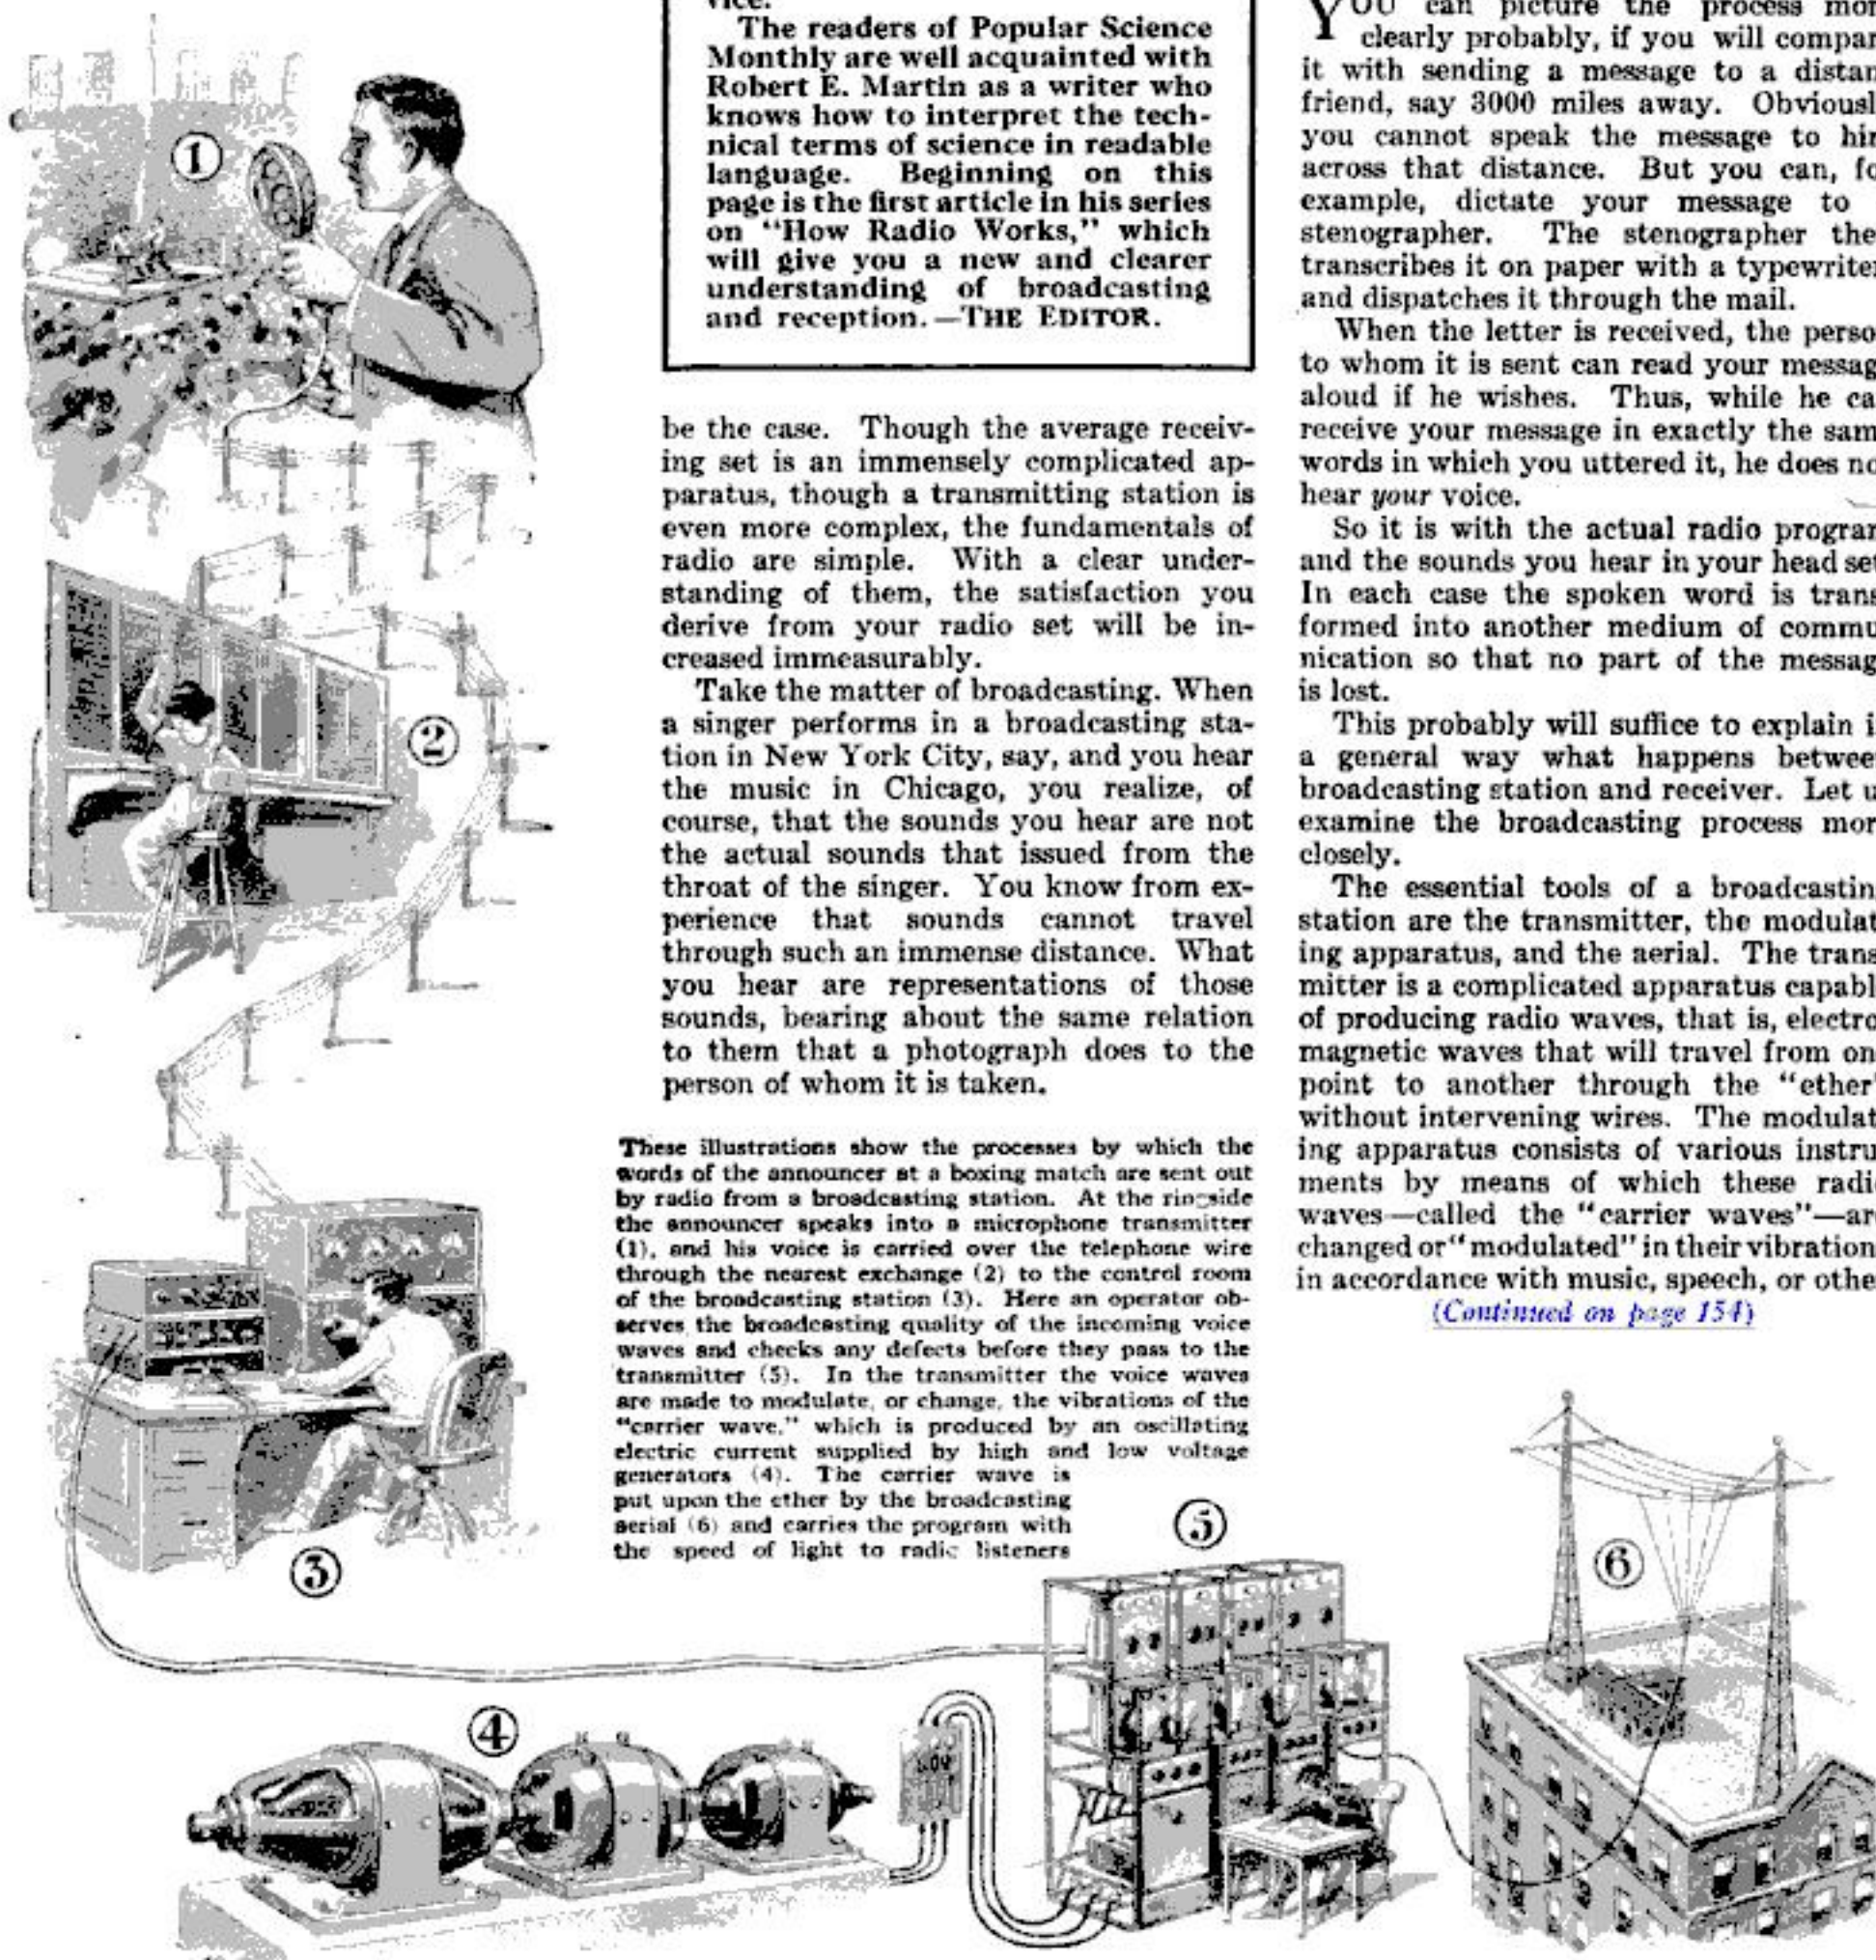 vice.
The readers of Popular Science
Monthly are well acquainted with
Robert E. Martin as a writer who
knows how to interpret the tech-
nical terms of science in readable
language. Beginning on this
page is the first article in his series
on "How Radio Works," which
will give you a new and clearer
understanding of broadcasting
and reception.—THE EDITOR.
be the case. Though the average receiv-
ing set is an immensely complicated ap-
paratus, though a transmitting station is
even more complex, the fundamentals of
radio are simple. With a clear under-
standing of them, the satisfaction you
derive from your radio set will be in-
creased immeasurably.
Take the matter of broadcasting. When
a singer performs in a broadcasting sta-
tion in New York City, say, and you hear
the music in Chicago, you realize, of
course, that the sounds you hear are not
the actual sounds that issued from the
throat of the singer. You know from ex-
perience that sounds cannot travel
through such an immense distance. What
you hear are representations of those
sounds, bearing about the same relation
to them that a photograph does to the
person of whom it is taken.
These illustrations show the processes by which the
words of the announcer at a boxing match are sent out
by radio from a broadcasting station. At the ringside
the announcer speaks into a microphone transmitter
(1), and his voice is carried over the telephone wire
through the nearest exchange (2) to the control room
of the broadcasting station (3). Here an operator ob-
serves the broadcasting quality of the incoming voice
waves and checks any defects before they pass to the
transmitter (5). In the transmitter the voice waves
are made to modulate, or change, the vibrations of the
"carrier wave," which is produced by an oscillating
electric current supplied by high and low voltage
generators (4). The carrier wave is
put upon the ether by the broadcasting
aerial (6) and carries the program with
the speed of light to radio listeners
YOU can picture the process mor
clearly probably, if you will compar
it with sending a message to a distan
friend, say 3000 miles away. Obviousl
you cannot speak the message to hin
across that distance. But you can, fo
example, dictate your message to
stenographer. The stenographer the
transcribes it on paper with a typewriter
and dispatches it through the mail.
When the letter is received, the perso
to whom it is sent can read your messag
aloud if he wishes. Thus, while he ca
receive your message in exactly the sam
words in which you uttered it, he does no
hear your voice.
So it is with the actual radio progran
and the sounds you hear in your head set
In each case the spoken word is trans
formed into another medium of commu
nication so that no part of the messag
is lost.
This probably will suffice to explain i
a general way what happens between
broadcasting station and receiver. Let u
examine the broadcasting process mor
closely.
The essential tools of a broadcastin
station are the transmitter, the modulat
ing apparatus, and the aerial. The trans
mitter is a complicated apparatus capabl
of producing radio waves, that is, electro
magnetic waves that will travel from on
point to another through the "ether"
without intervening wires. The modulat
ing apparatus consists of various instru
ments by means of which these radi
waves—called the "carrier waves"—are
changed or "modulated" in their vibration
in accordance with music, speech, or othe
(Continued on page 154)
1
2
3
4
5
6